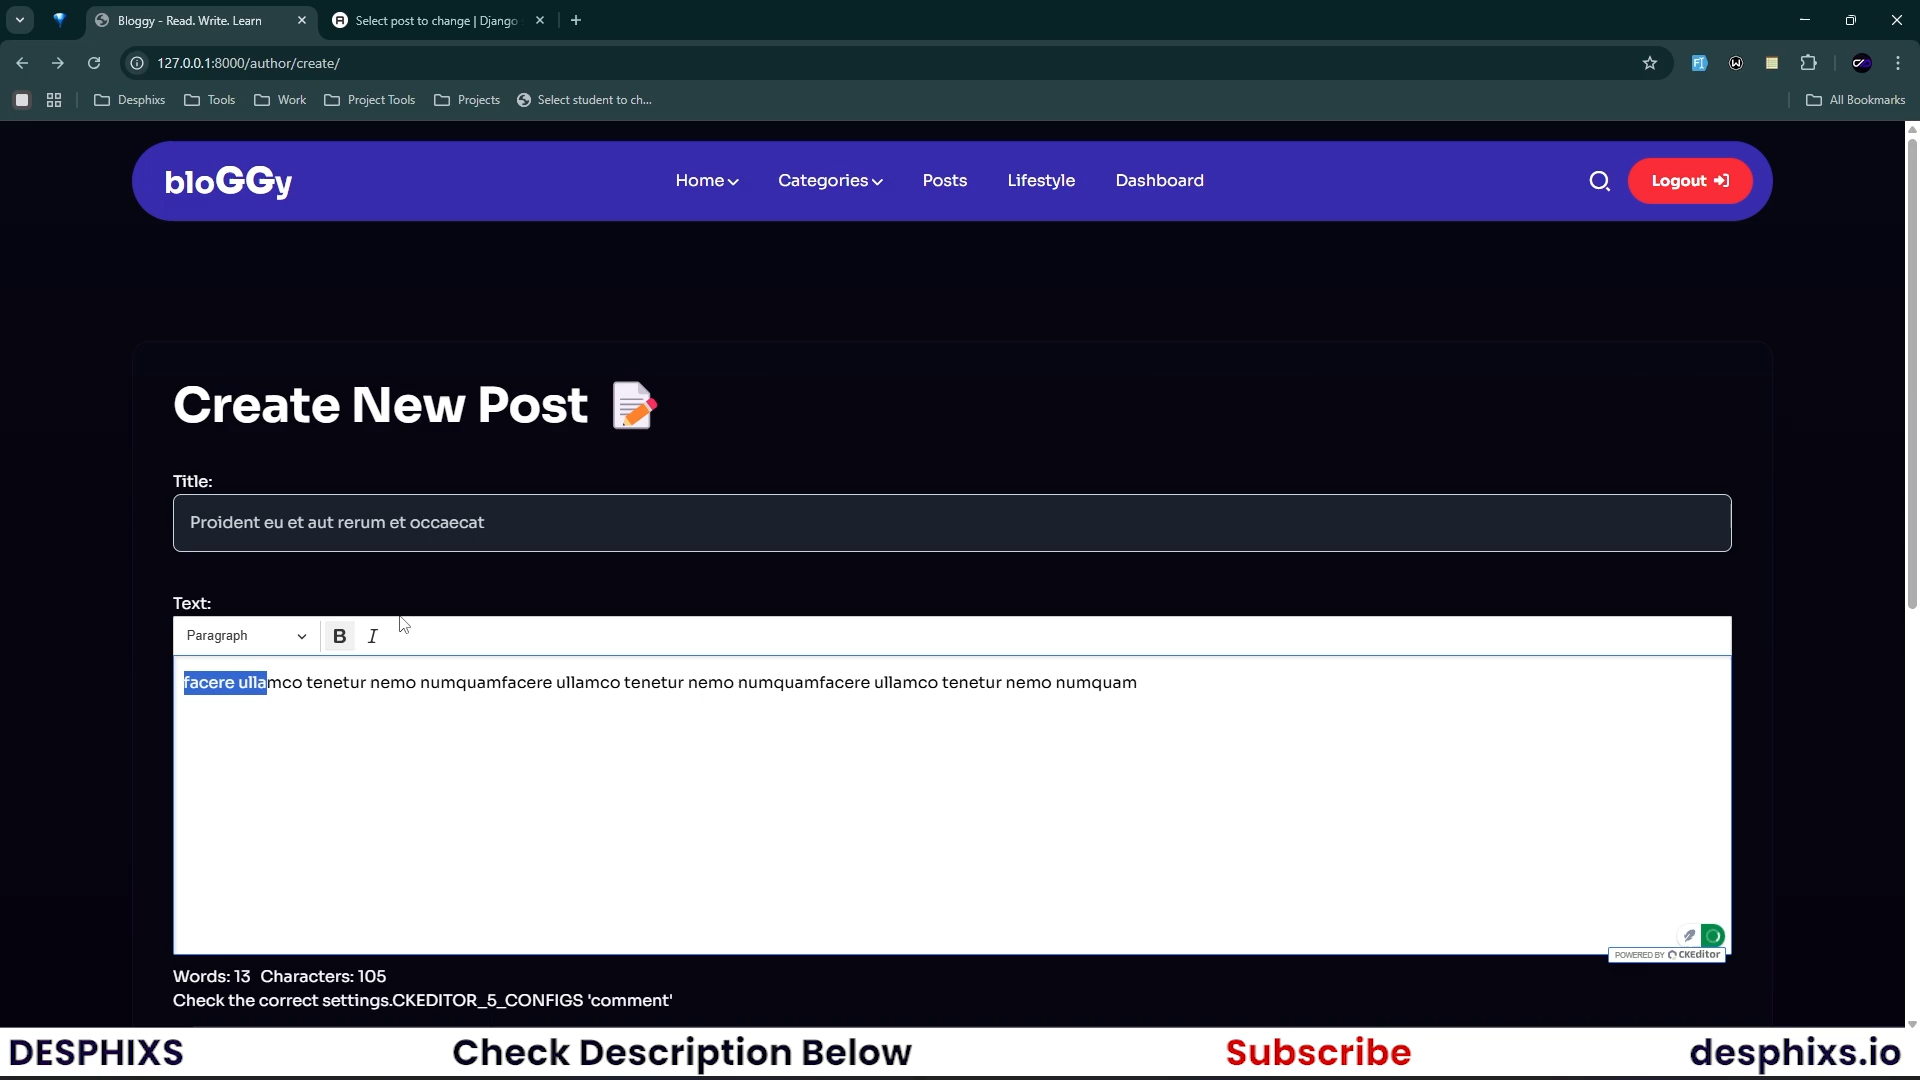 Bloggy - Read. Write. Learn
Select post to change | Django
127.0.0.1:8000/author/create/
Desphixs
Tools
Work
Project Tools
Projects
Select student to ch...
All Bookmarks
bloGGy
Home
Categories
Posts
Lifestyle
Dashboard
Logout
Create New Post
Title:
Proident eu et aut rerum et occaecat
Text:
Paragraph
B I
facere ullamco tenetur nemo numquamfacere ullamco tenetur nemo numquamfacere ullamco tenetur nemo numquam
POWERED BY CKEditor
Words: 13 Characters: 105
Check the correct settings.CKEDITOR_5_CONFIGS 'comment'
DESPHIXS
Check Description Below
Subscribe
desphixs.io